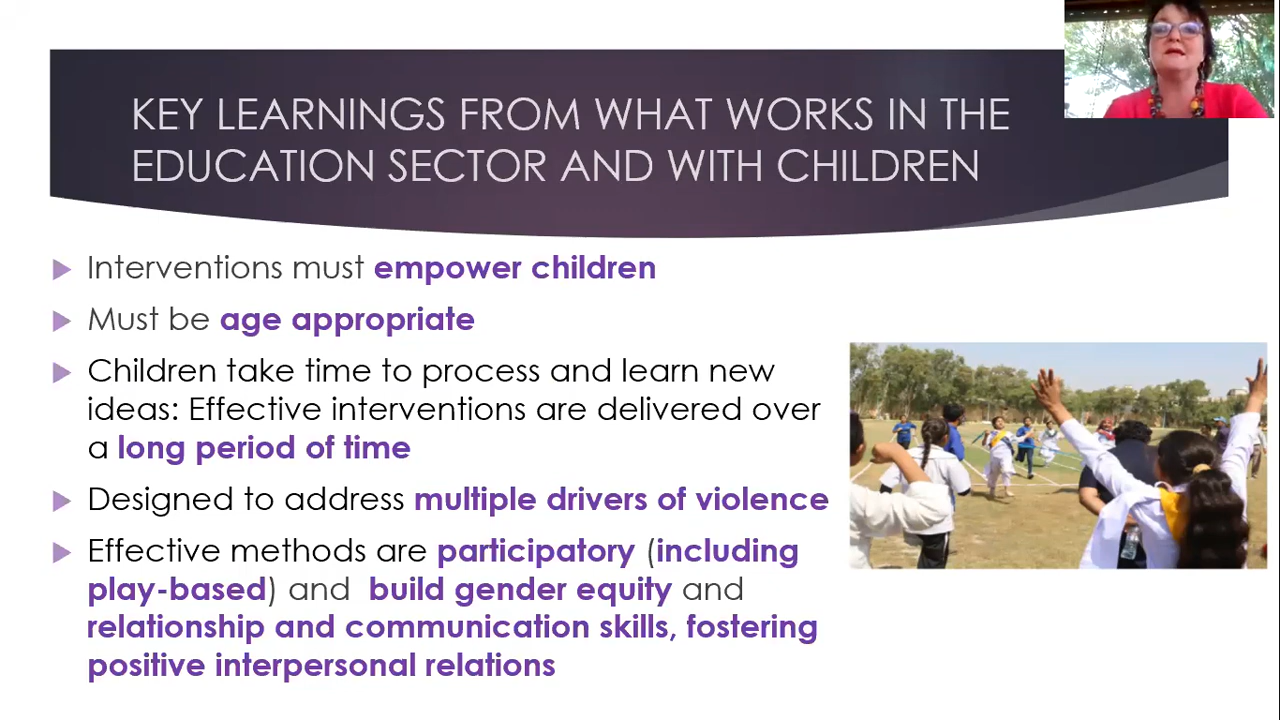 KEY LEARNINGS FROM WHAT WORKS IN THE
EDUCATION SECTOR AND WITH CHILDREN
Interventions must empower children
Must be age appropriate
Children take time to process and learn new
ideas: Effective interventions are delivered over
a long period of time
Designed to address multiple drivers of violence
Effective methods are participatory (including
play-based) and build gender equity and
relationship and communication skills, fostering
positive interpersonal relations